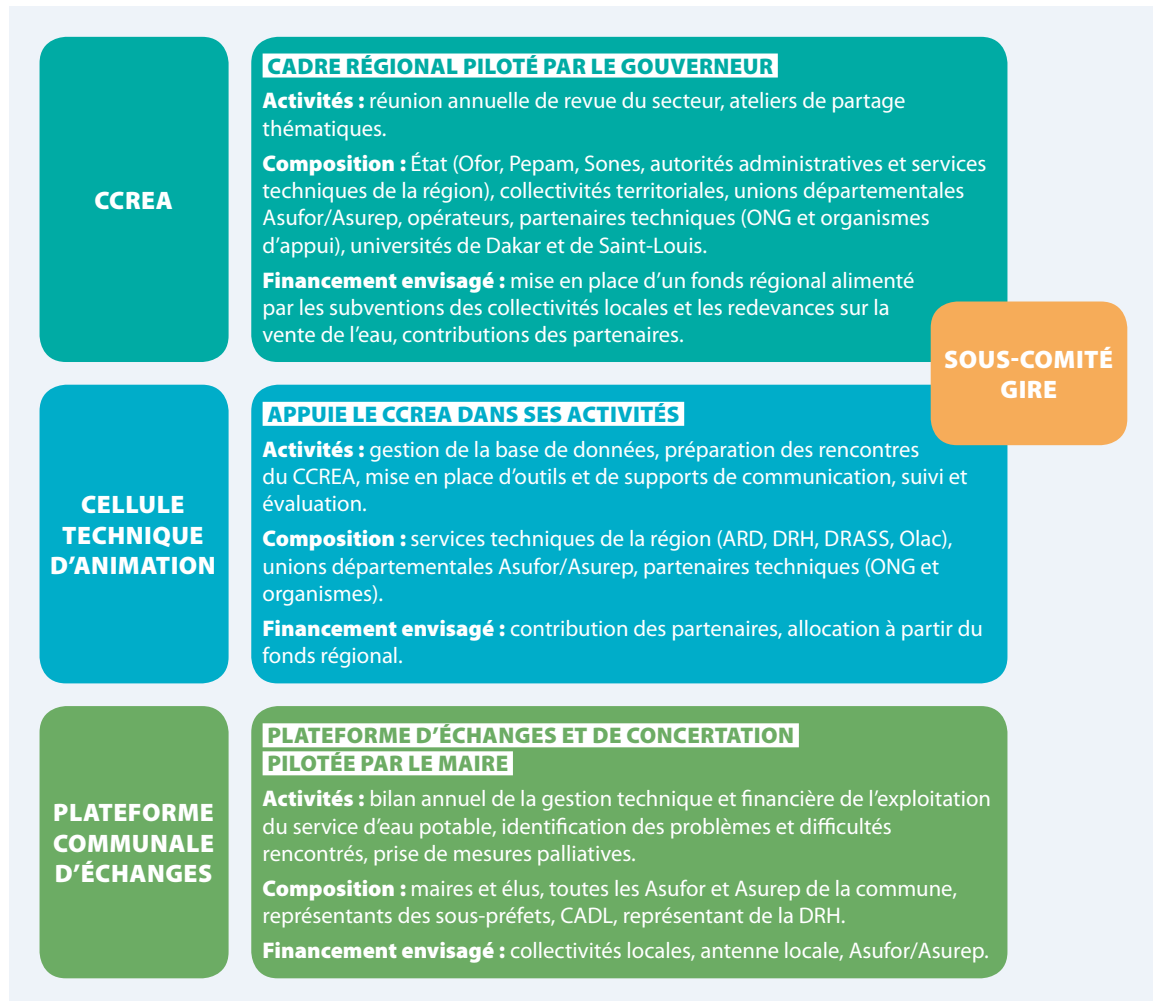 CCREA
CADRE RÉGIONAL PILOTÉ PAR LE GOUVERNEUR
Activités : réunion annuelle de revue du secteur, ateliers de partage
thématiques.
Composition : État (Ofor, Pepam, Sones, autorités administratives et services
techniques de la région), collectivités territoriales, unions départementales
Asufor/Asurep, opérateurs, partenaires techniques (ONG et organismes
d’appui), universités de Dakar et de Saint-Louis.
Financement envisagé : mise en place d’un fonds régional alimenté
par les subventions des collectivités locales et les redevances sur la
vente de l’eau, contributions des partenaires.
SOUS-COMITÉ
GIRE
CELLULE
TECHNIQUE
D’ANIMATION
APPUIE LE CCREA DANS SES ACTIVITÉS
Activités : gestion de la base de données, préparation des rencontres
du CCREA, mise en place d’outils et de supports de communication, suivi et
évaluation.
Composition : services techniques de la région (ARD, DRH, DRASS, Olac),
unions départementales Asufor/Asurep, partenaires techniques (ONG et
organismes).
Financement envisagé : contribution des partenaires, allocation à partir du
fonds régional.
PLATEFORME
COMMUNALE
D’ÉCHANGES
PLATEFORME D’ÉCHANGES ET DE CONCERTATION
PILOTÉE PAR LE MAIRE
Activités : bilan annuel de la gestion technique et financière de l’exploitation
du service d’eau potable, identification des problèmes et difficultés
rencontrés, prise de mesures palliatives.
Composition : maires et élus, toutes les Asufor et Asurep de la commune,
représentants des sous-préfets, CADL, représentant de la DRH.
Financement envisagé : collectivités locales, antenne locale, Asufor/Asurep.